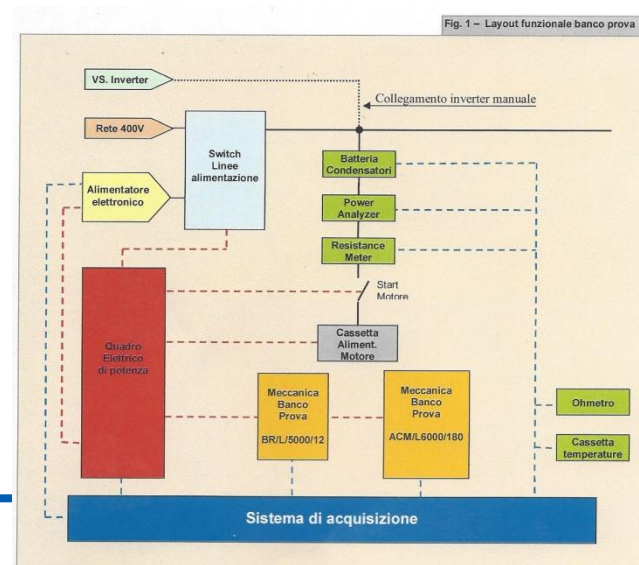 Fig. 1 – Layout funzionale banco prova
VS. Inverter
Collegamento inverter manuale
Rete 400V
Switch
Linee
alimentazione
Batteria
Condensatori
Alimentatore
elettronico
Power
Analyzer
Resistance
Meter
Start
Motore
Quadro
Elettrico
di potenza
Cassetta
Aliment.
Motore
Meccanica
Banco
Prova
BR/L/5000/12
Meccanica
Banco
Prova
ACM/L6000/180
Ohmetro
Cassetta
temperature
Sistema di acquisizione